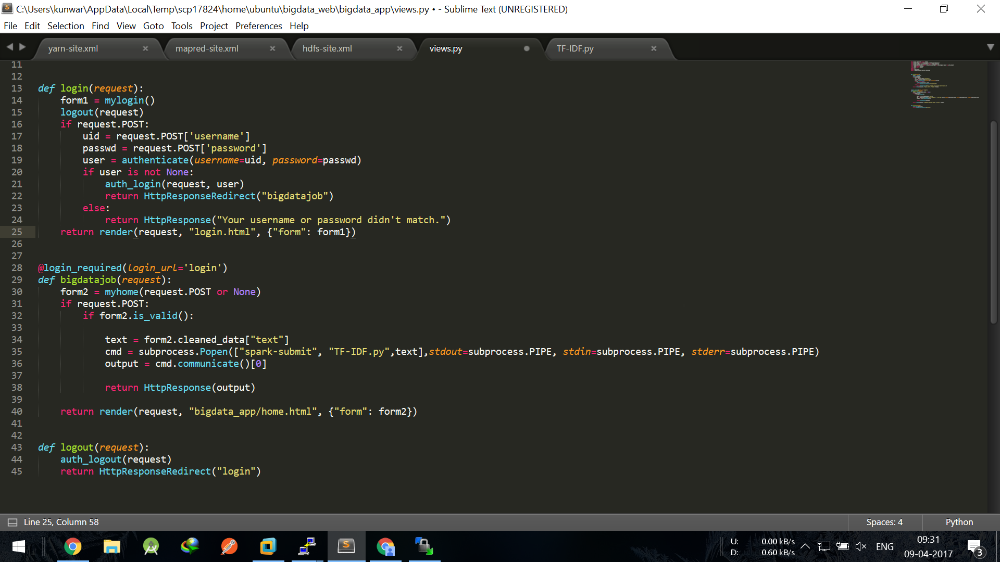 C:\Users\kunwar\AppData\Local\Temp\scp17824\home\ubuntu\bigdata_web\bigdata_app\views.py • - Sublime Text (UNREGISTERED)
File Edit Selection Find View Goto Tools Project Preferences Help
yarn-site.xml mapred-site.xml hdfs-site.xml views.py TF-IDF.py
11
12
13 def login(request):
14 form1 = mylogin()
15 logout(request)
16 if request.POST:
17 uid = request.POST['username']
18 passwd = request.POST['password']
19 user = authenticate(username=uid, password=passwd)
20 if user is not None:
21 auth_login(request, user)
22 return HttpResponseRedirect("bigdatajob")
23 else:
24 return HttpResponse("Your username or password didn't match.")
25 return render(request, "login.html", {"form": form1})
26
27
28 @login_required(login_url='login')
29 def bigdatajob(request):
30 form2 = myhome(request.POST or None)
31 if request.POST:
32 if form2.is_valid():
33
34 text = form2.cleaned_data["text"]
35 cmd = subprocess.Popen(["spark-submit", "TF-IDF.py",text],stdout=subprocess.PIPE, stdin=subprocess.PIPE, stderr=subprocess.PIPE)
36 output = cmd.communicate()[0]
37
38 return HttpResponse(output)
39
40 return render(request, "bigdata_app/home.html", {"form": form2})
41
42
43 def logout(request):
44 auth_logout(request)
45 return HttpResponseRedirect("login")
Line 25, Column 58 Spaces: 4 Python
U: 0.00 kB/s
D: 0.60 kB/s
ENG
09:31
09-04-2017
3